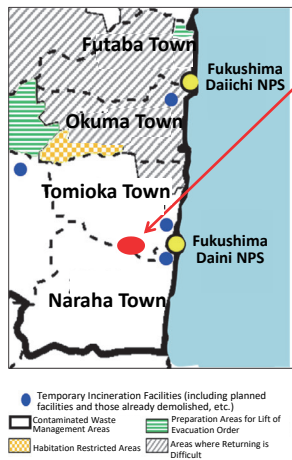 Futaba Town
Fukushima
Daiichi NPS
Okuma Town
Tomioka Town
Fukushima
Daini NPS
Naraha Town
Temporary Incineration Facilities (including planned
facilities and those already demolished, etc.)
Contaminated Waste
Management Areas
Preparation Areas for Lift of
Evacuation Order
Habitation Restricted Areas
Areas where Returning is
Difficult